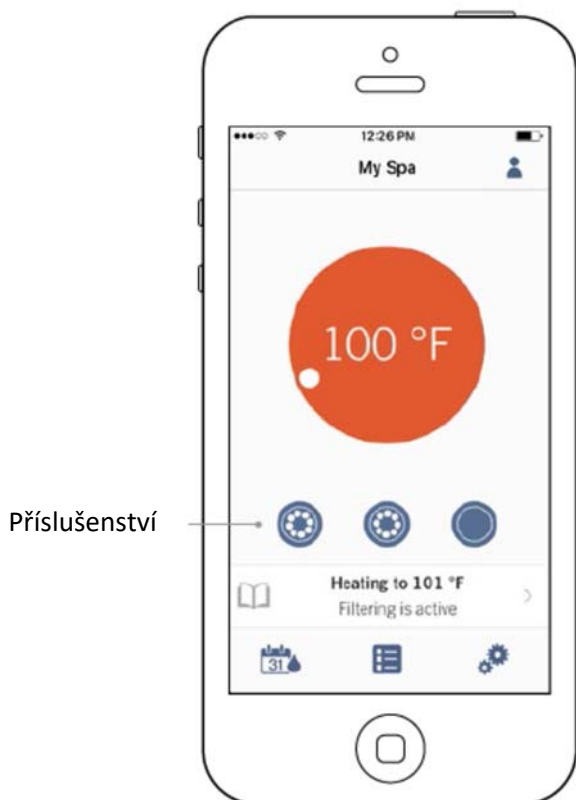 12:26 PM
My Spa
100 °F
Příslušenství
Heating to 101 °F
Filtering is active
31